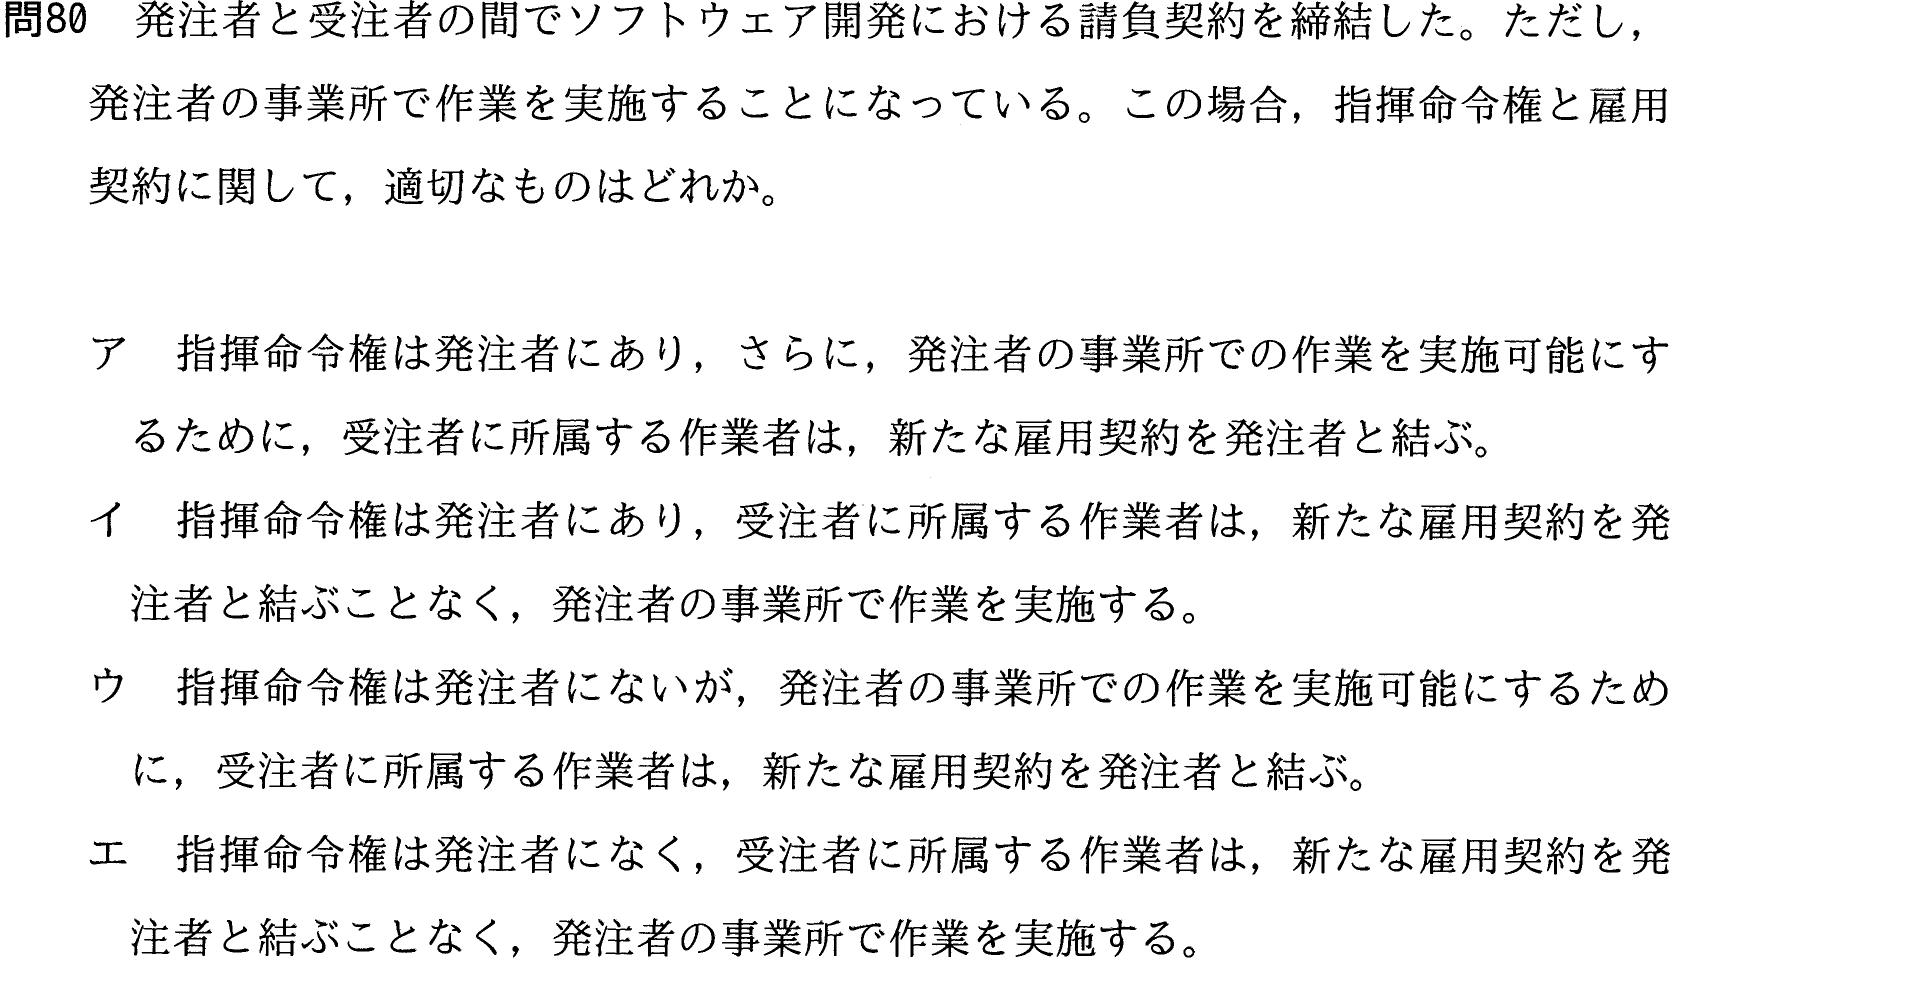 問80 発注者と受注者の間でソフトウェア開発における請負契約を締結した。ただし，
発注者の事業所で作業を実施することになっている。この場合，指揮命令権と雇用
契約に関して，適切なものはどれか。
ア 指揮命令権は発注者にあり，さらに，発注者の事業所での作業を実施可能にす
るために，受注者に所属する作業者は，新たな雇用契約を発注者と結ぶ。
イ 指揮命令権は発注者にあり，受注者に所属する作業者は，新たな雇用契約を発
注者と結ぶことなく，発注者の事業所で作業を実施する。
ウ 指揮命令権は発注者にないが，発注者の事業所での作業を実施可能にするため
に，受注者に所属する作業者は，新たな雇用契約を発注者と結ぶ。
エ 指揮命令権は発注者になく，受注者に所属する作業者は，新たな雇用契約を発
注者と結ぶことなく，発注者の事業所で作業を実施する。